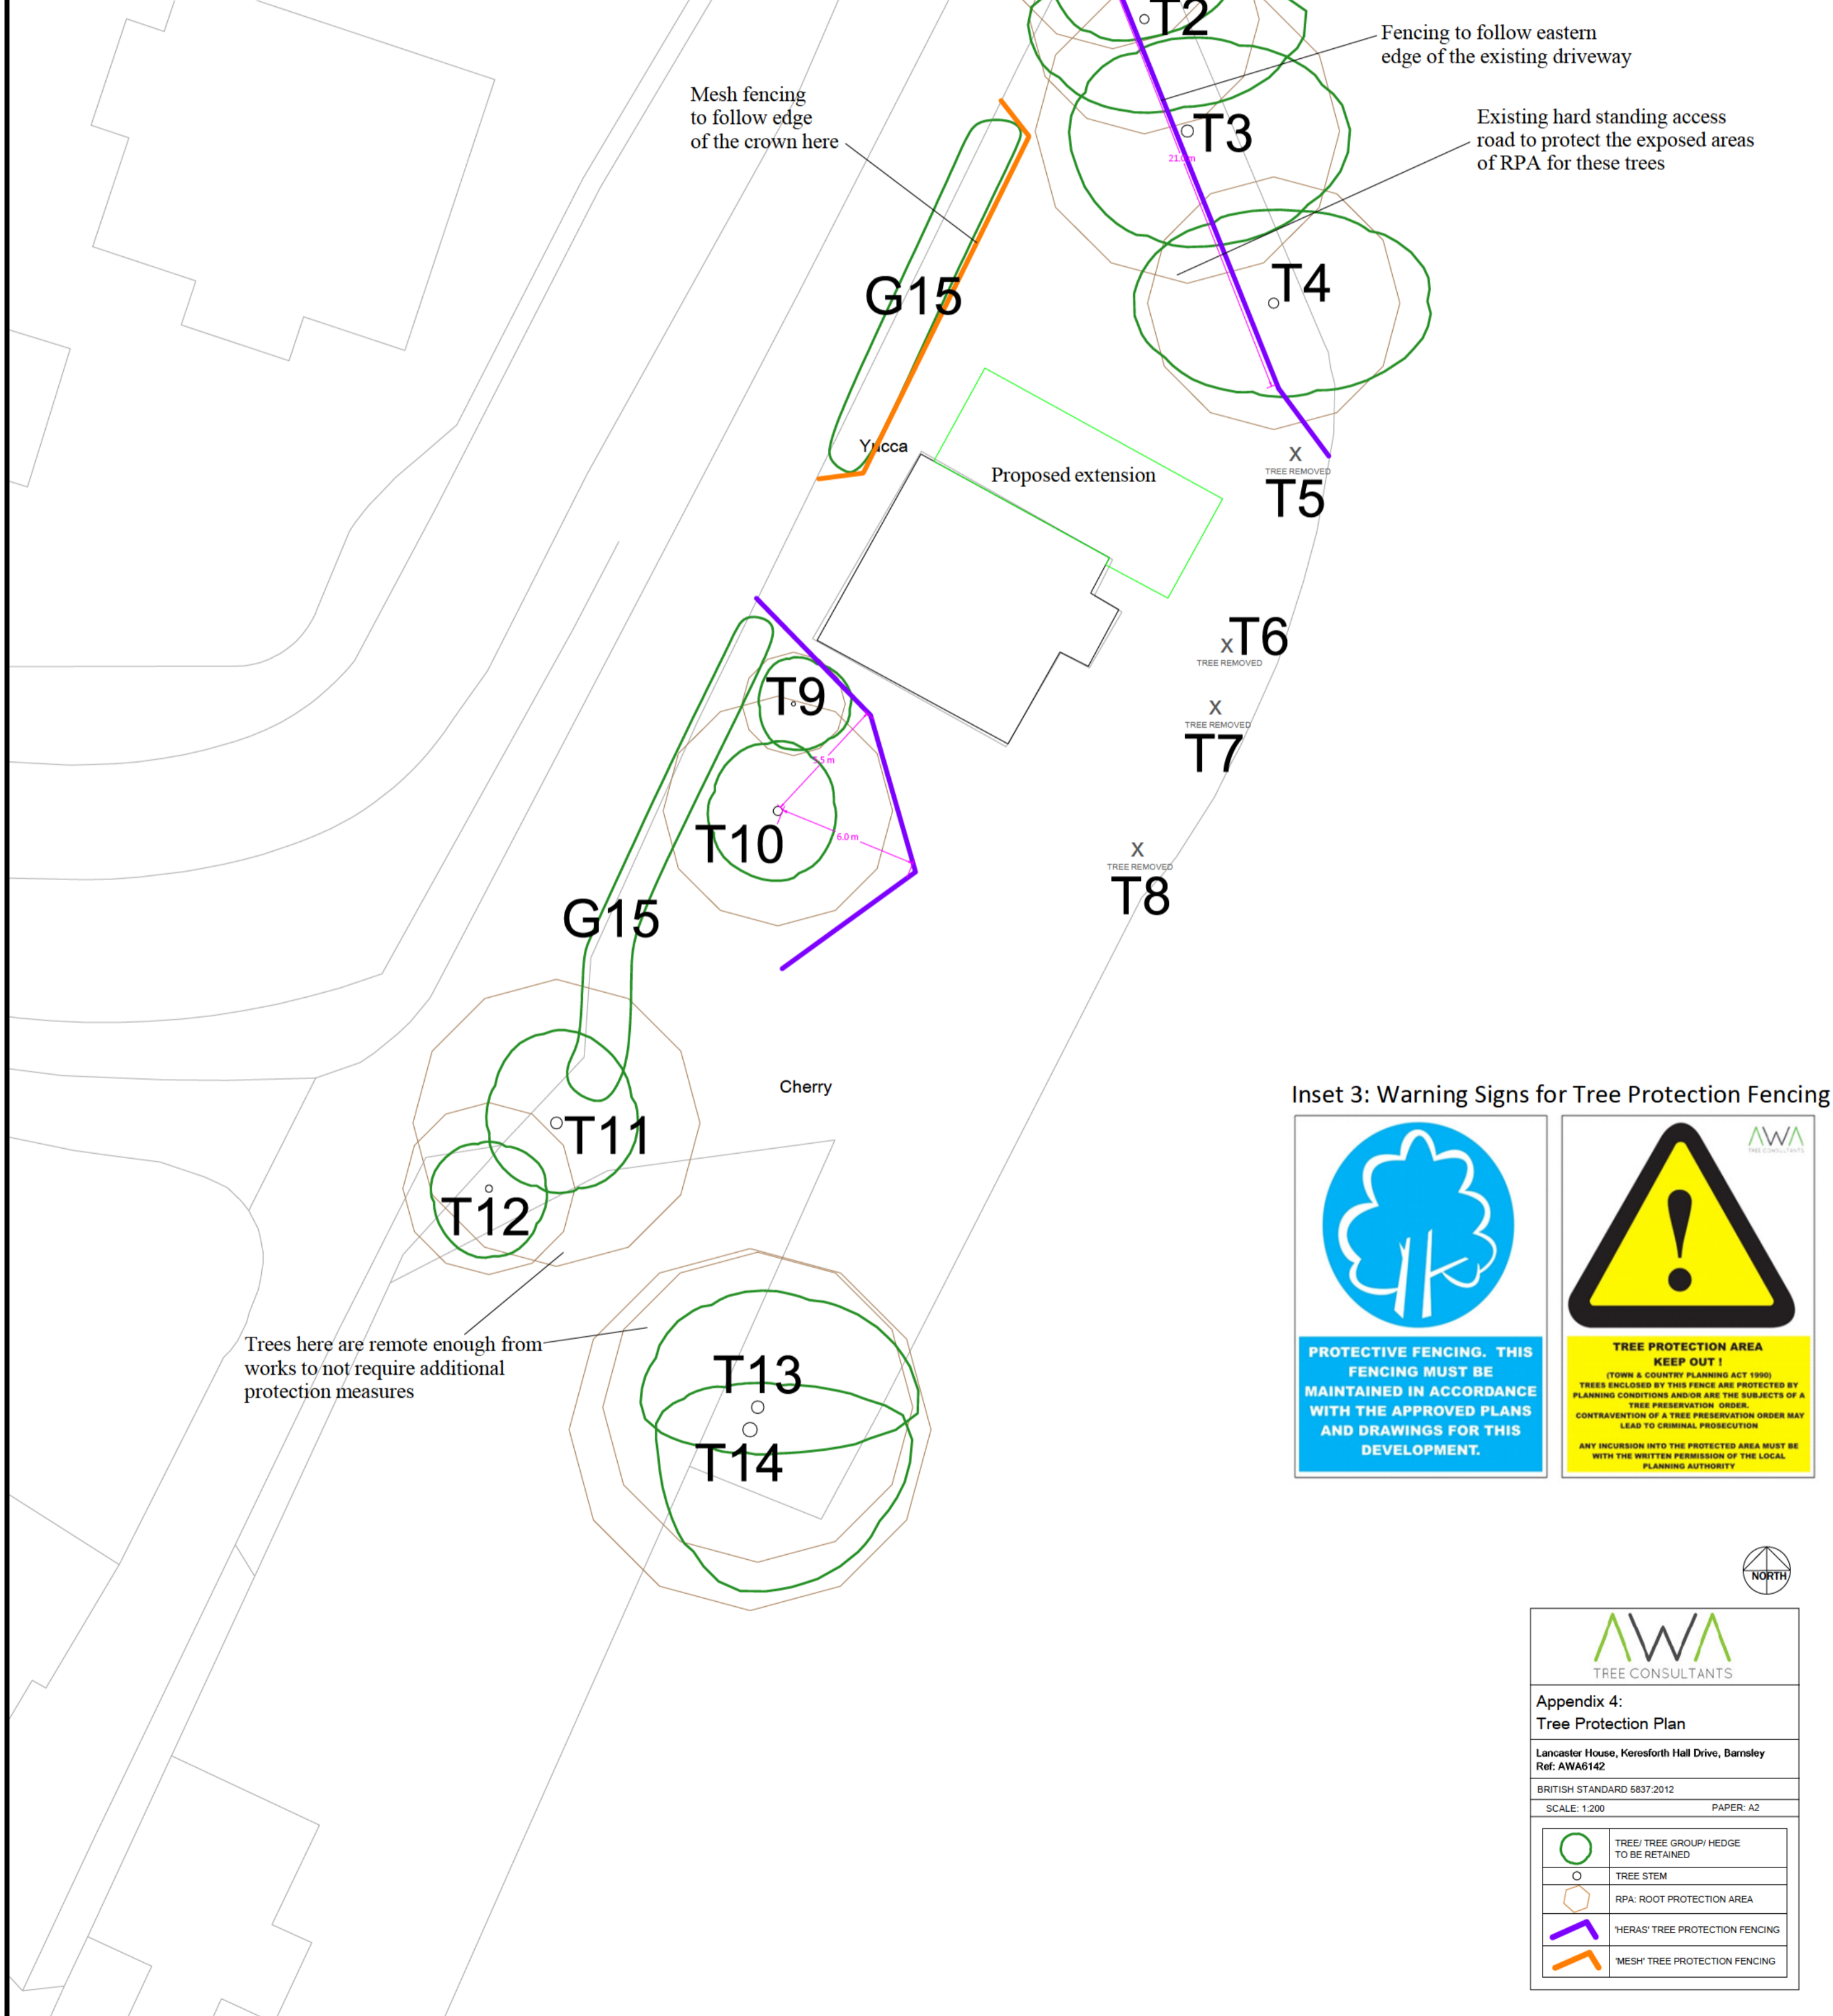 T2
Fencing to follow eastern
edge of the existing driveway
Mesh fencing
to follow edge
of the crown here
Existing hard standing access
road to protect the exposed areas
of RPA for these trees
T3
21.0 m
G15
T4
Yucca
Proposed extension
X
TREE REMOVED
T5
X
T6
TREE REMOVED
T9
X
TREE REMOVED
T7
5.5 m
T10
6.0 m
X
TREE REMOVED
T8
G15
Cherry
T11
T12
Trees here are remote enough from
works to not require additional
protection measures
T13
T14
Inset 3: Warning Signs for Tree Protection Fencing
PROTECTIVE FENCING. THIS
FENCING MUST BE
MAINTAINED IN ACCORDANCE
WITH THE APPROVED PLANS
AND DRAWINGS FOR THIS
DEVELOPMENT.
AWA
TREE CONSULTANTS
!
TREE PROTECTION AREA
KEEP OUT !
(TOWN & COUNTRY PLANNING ACT 1990)
TREES ENCLOSED BY THIS FENCE ARE PROTECTED BY
PLANNING CONDITIONS AND/OR ARE THE SUBJECTS OF A
TREE PRESERVATION ORDER.
CONTRAVENTION OF A TREE PRESERVATION ORDER MAY
LEAD TO CRIMINAL PROSECUTION
ANY INCURSION INTO THE PROTECTED AREA MUST BE
WITH THE WRITTEN PERMISSION OF THE LOCAL
PLANNING AUTHORITY
NORTH
AWA
TREE CONSULTANTS
Appendix 4:
Tree Protection Plan
Lancaster House, Keresforth Hall Drive, Barnsley
Ref: AWA6142
BRITISH STANDARD 5837:2012
SCALE: 1:200 PAPER: A2
TREE/ TREE GROUP/ HEDGE
TO BE RETAINED
TREE STEM
RPA: ROOT PROTECTION AREA
'HERAS' TREE PROTECTION FENCING
'MESH' TREE PROTECTION FENCING